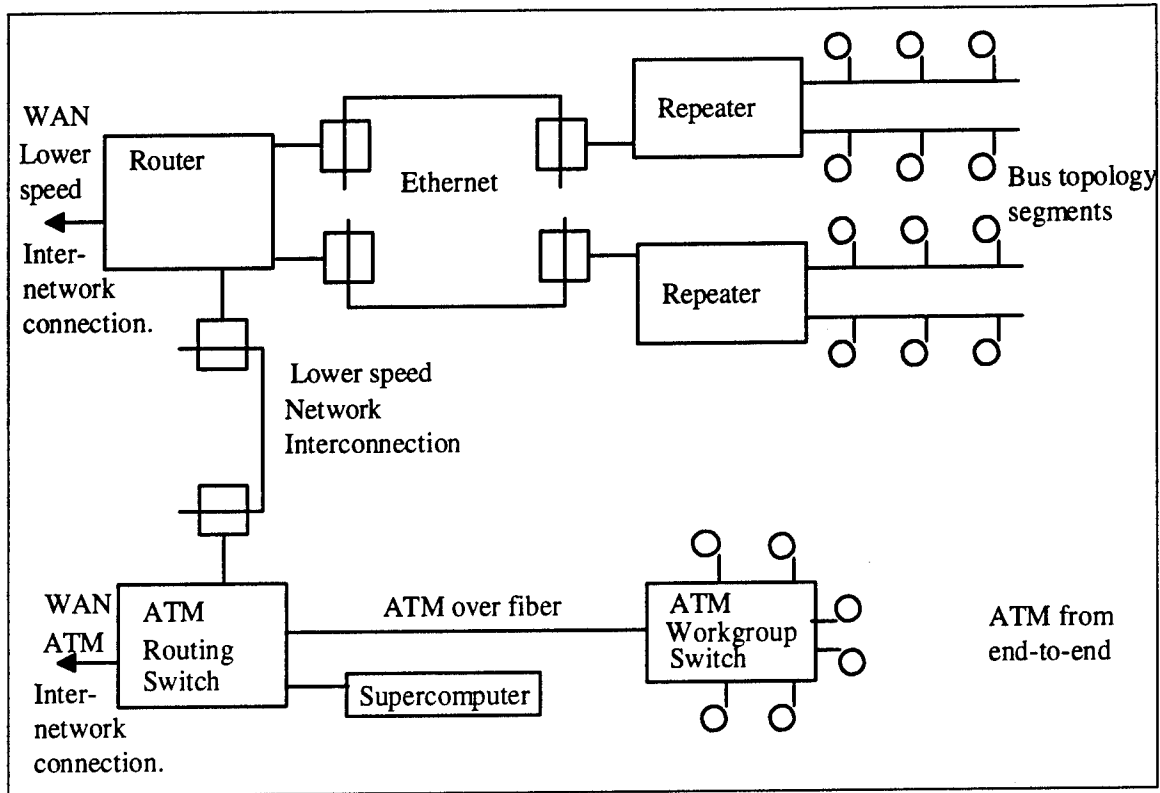 WAN
Lower
speed
Inter-
network
connection.
Router
Ethernet
Repeater
Repeater
Bus topology
segments
Lower speed
Network
Interconnection
WAN
ATM
Inter-
network
connection.
ATM
Routing
Switch
ATM over fiber
Supercomputer
ATM
Workgroup
Switch
ATM from
end-to-end